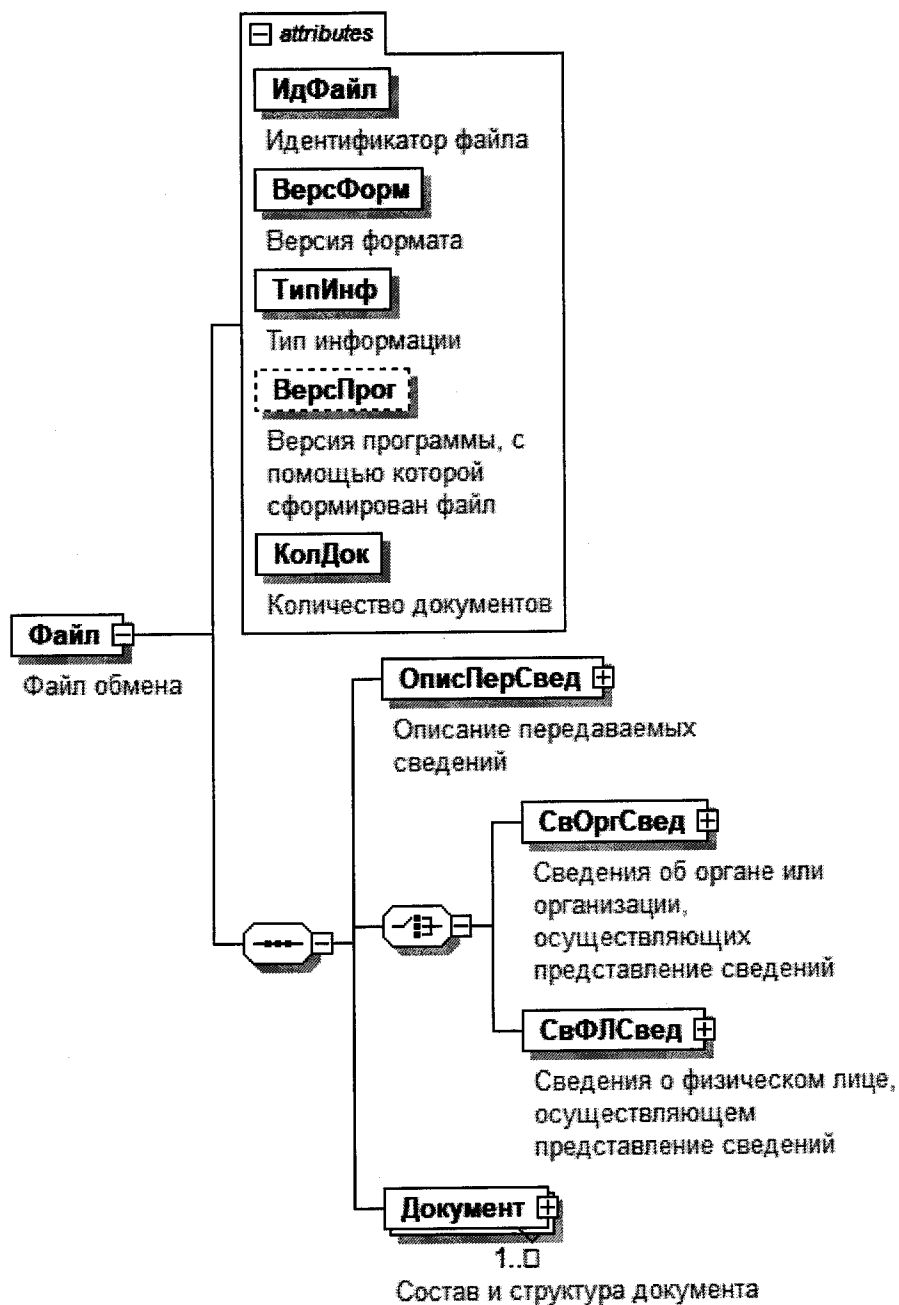 attributes
ИдФайл
Идентификатор файла
ВерсФорм
Версия формата
ТипИнф
Тип информации
ВерсПрог
Версия программы, с
помощью которой
сформирован файл
КолДок
Количество документов
Файл
Файл обмена
ОписПерСвед
Описание передаваемых
сведений
СвОргСвед
Сведения об органе или
организации,
осуществляющих
представление сведений
СвФЛСвед
Сведения о физическом лице,
осуществляющем
представление сведений
Документ
1..□
Состав и структура документа